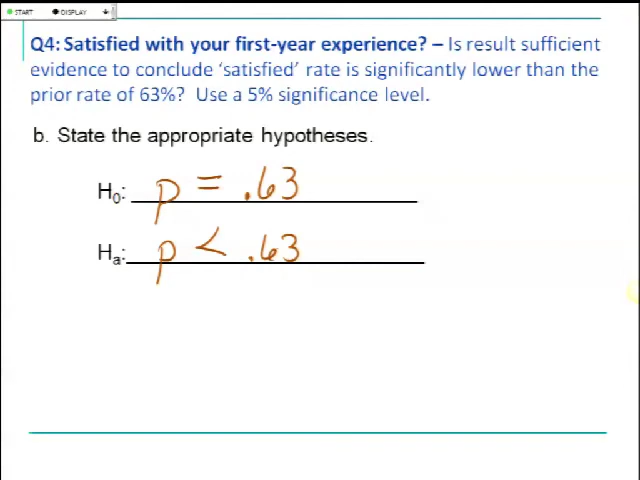 START DISPLAY
Q4: Satisfied with your first-year experience? – Is result sufficient
evidence to conclude ‘satisfied’ rate is significantly lower than the
prior rate of 63%? Use a 5% significance level.
b. State the appropriate hypotheses.
H0: p = .63
Ha: p < .63